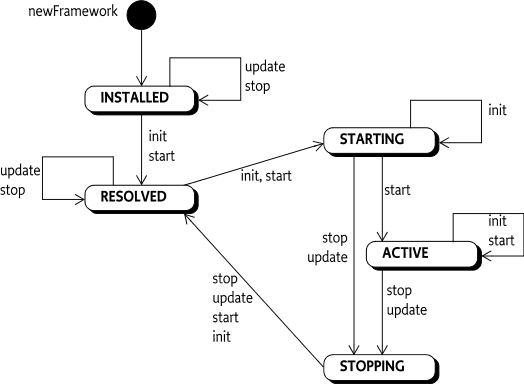 newFramework
update
stop
INSTALLED
init
start
update
stop
RESOLVED
init, start
STARTING
init
start
stop
update
init
start
ACTIVE
stop
update
stop
update
start
init
STOPPING